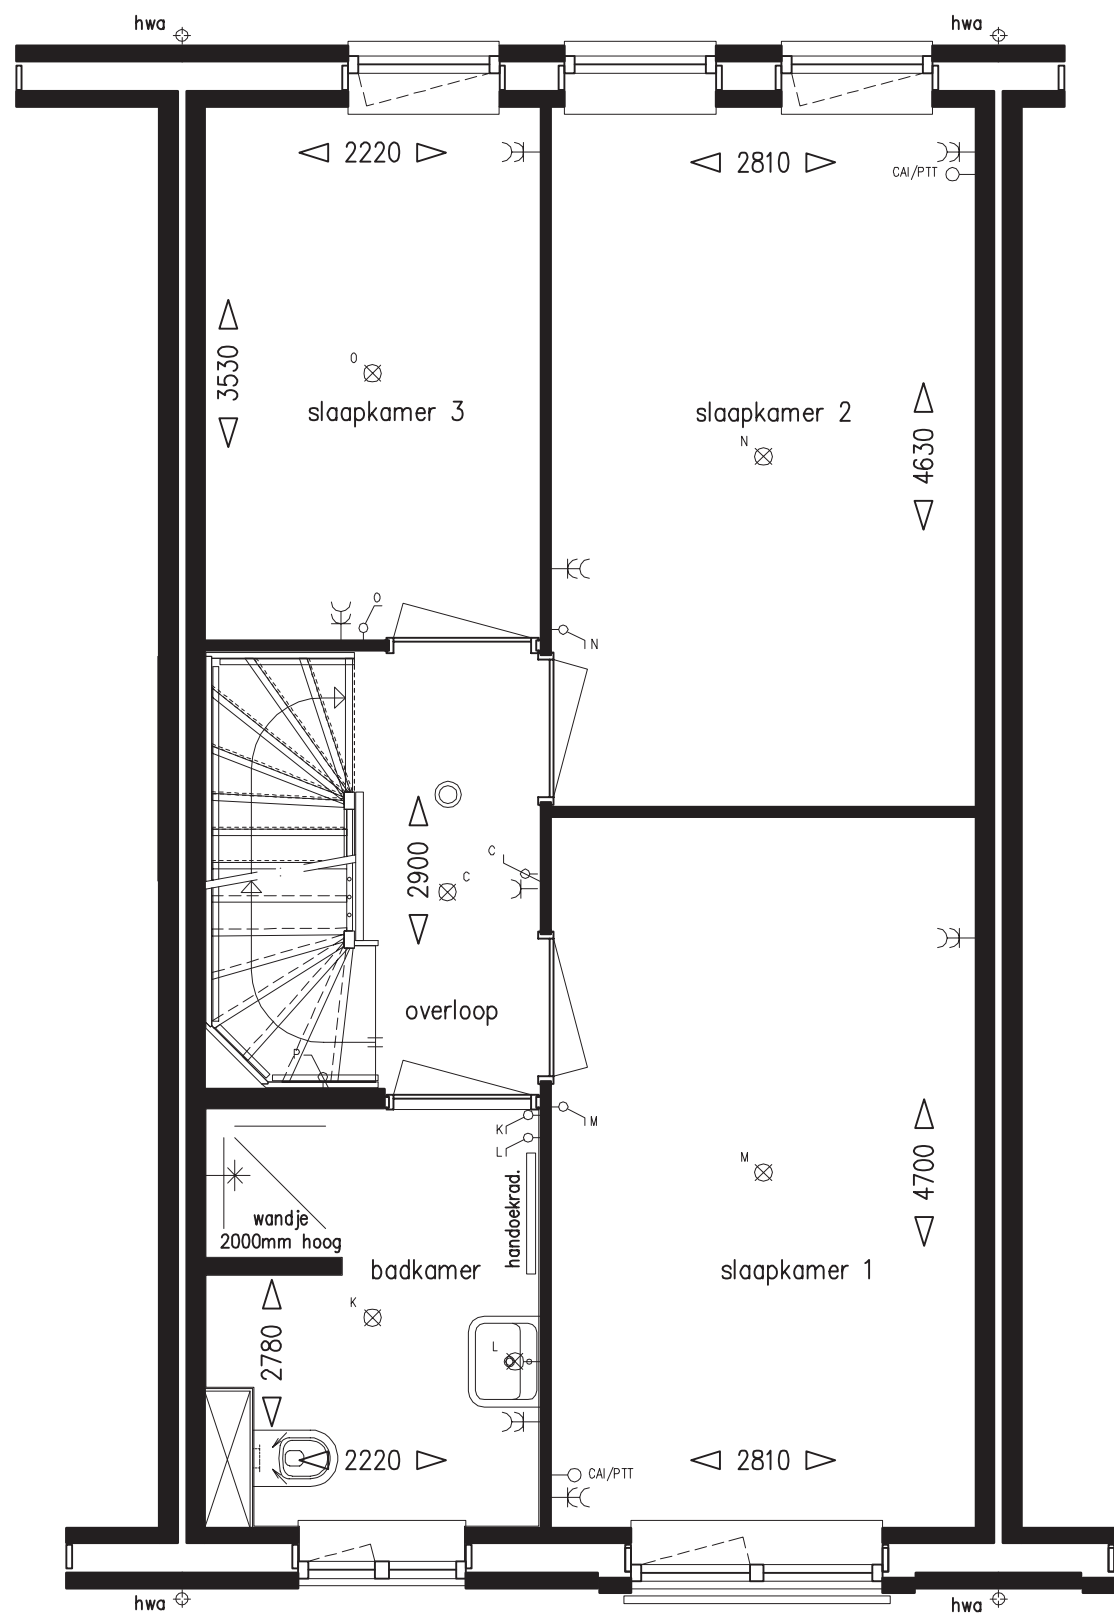 hwa
hwa
2220
2810
CAI/PTT
3530
O
slaapkamer 3
slaapkamer 2
N
4630
O
N
2900
C
C
overloop
P
K
L
M
handoekrad.
M
4700
wandje
2000mm hoog
badkamer
slaapkamer 1
K
2780
L
2220
CAI/PTT
2810
hwa
hwa